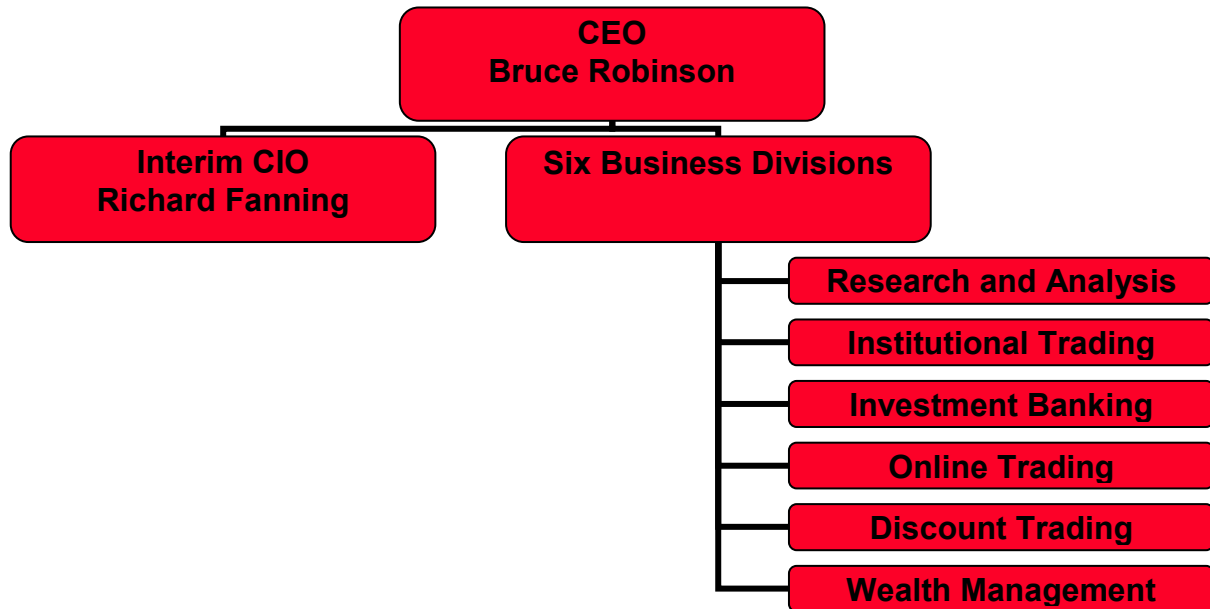 CEO
Bruce Robinson
Interim CIO
Richard Fanning
Six Business Divisions
Research and Analysis
Institutional Trading
Investment Banking
Online Trading
Discount Trading
Wealth Management